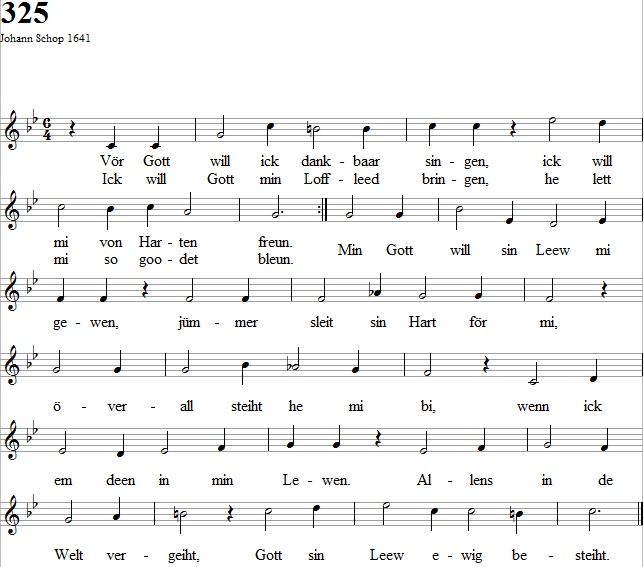 325
Johann Schop 1641
Vör Gott will ick dank - baar sin - gen, ick will
Ick will Gott min Loff - leed brin - gen, he lett
mi von Har - ten freun.
mi so goo - det bleun.
Min Gott will sin Leew mi
ge - wen, jüm - mer sleit sin Hart för mi,
ö - ver - all steiht he mi bi, wenn ick
em deen in min Le - wen. Al - lens in de
Welt ver - geiht, Gott sin Leew e - wig be - steiht.